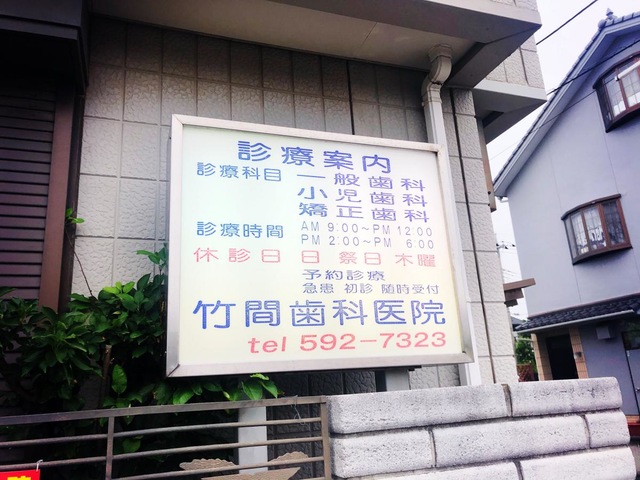 診療案内
診療科目 一般歯科
小児歯科
矯正歯科
診療時間 AM 9:00～PM 12:00
PM 2:00～PM 6:00
休診日 日 祭日 木曜
予約診療
急患 初診 随時受付
竹間歯科医院
tel 592-7323